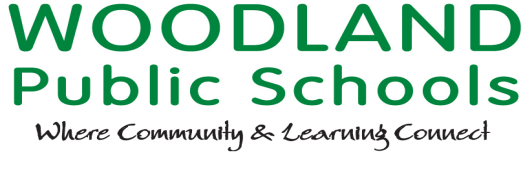 WOODLAND
Public Schools
Where Community & Learning Connect